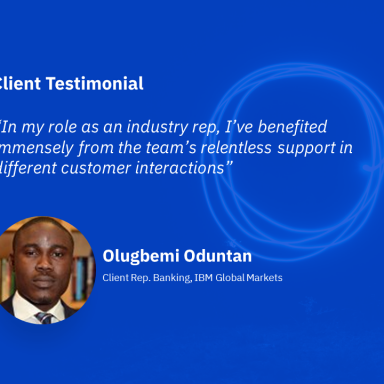 Client Testimonial
“In my role as an industry rep, I’ve benefited
immensely from the team’s relentless support in
different customer interactions”
Olugbemi Oduntan
Client Rep. Banking, IBM Global Markets